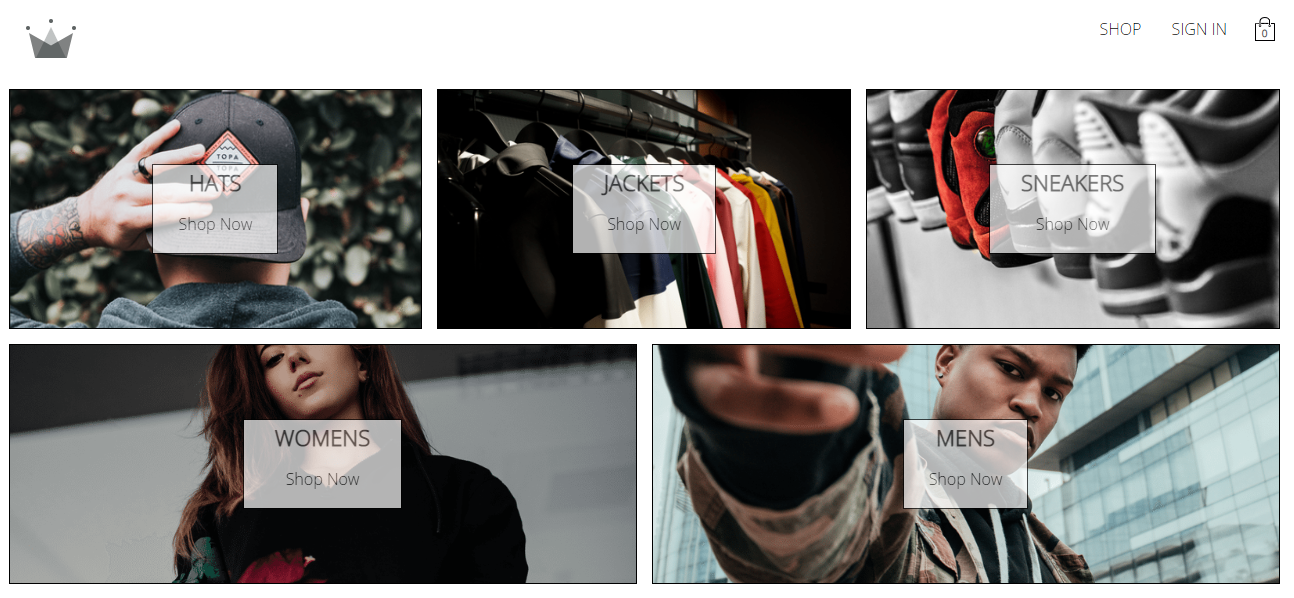 SHOP
SIGN IN
0
TOPA
TOPA
HATS
Shop Now
JACKETS
Shop Now
SNEAKERS
Shop Now
WOMENS
Shop Now
MENS
Shop Now